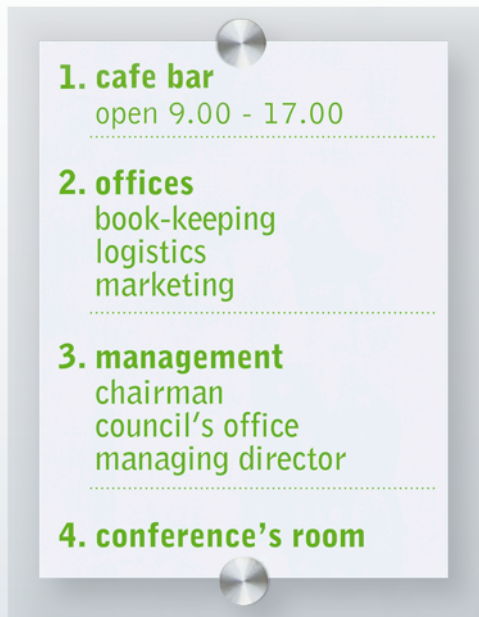 1. cafe bar
open 9.00 - 17.00
2. offices
book-keeping
logistics
marketing
3. management
chairman
council's office
managing director
4. conference's room